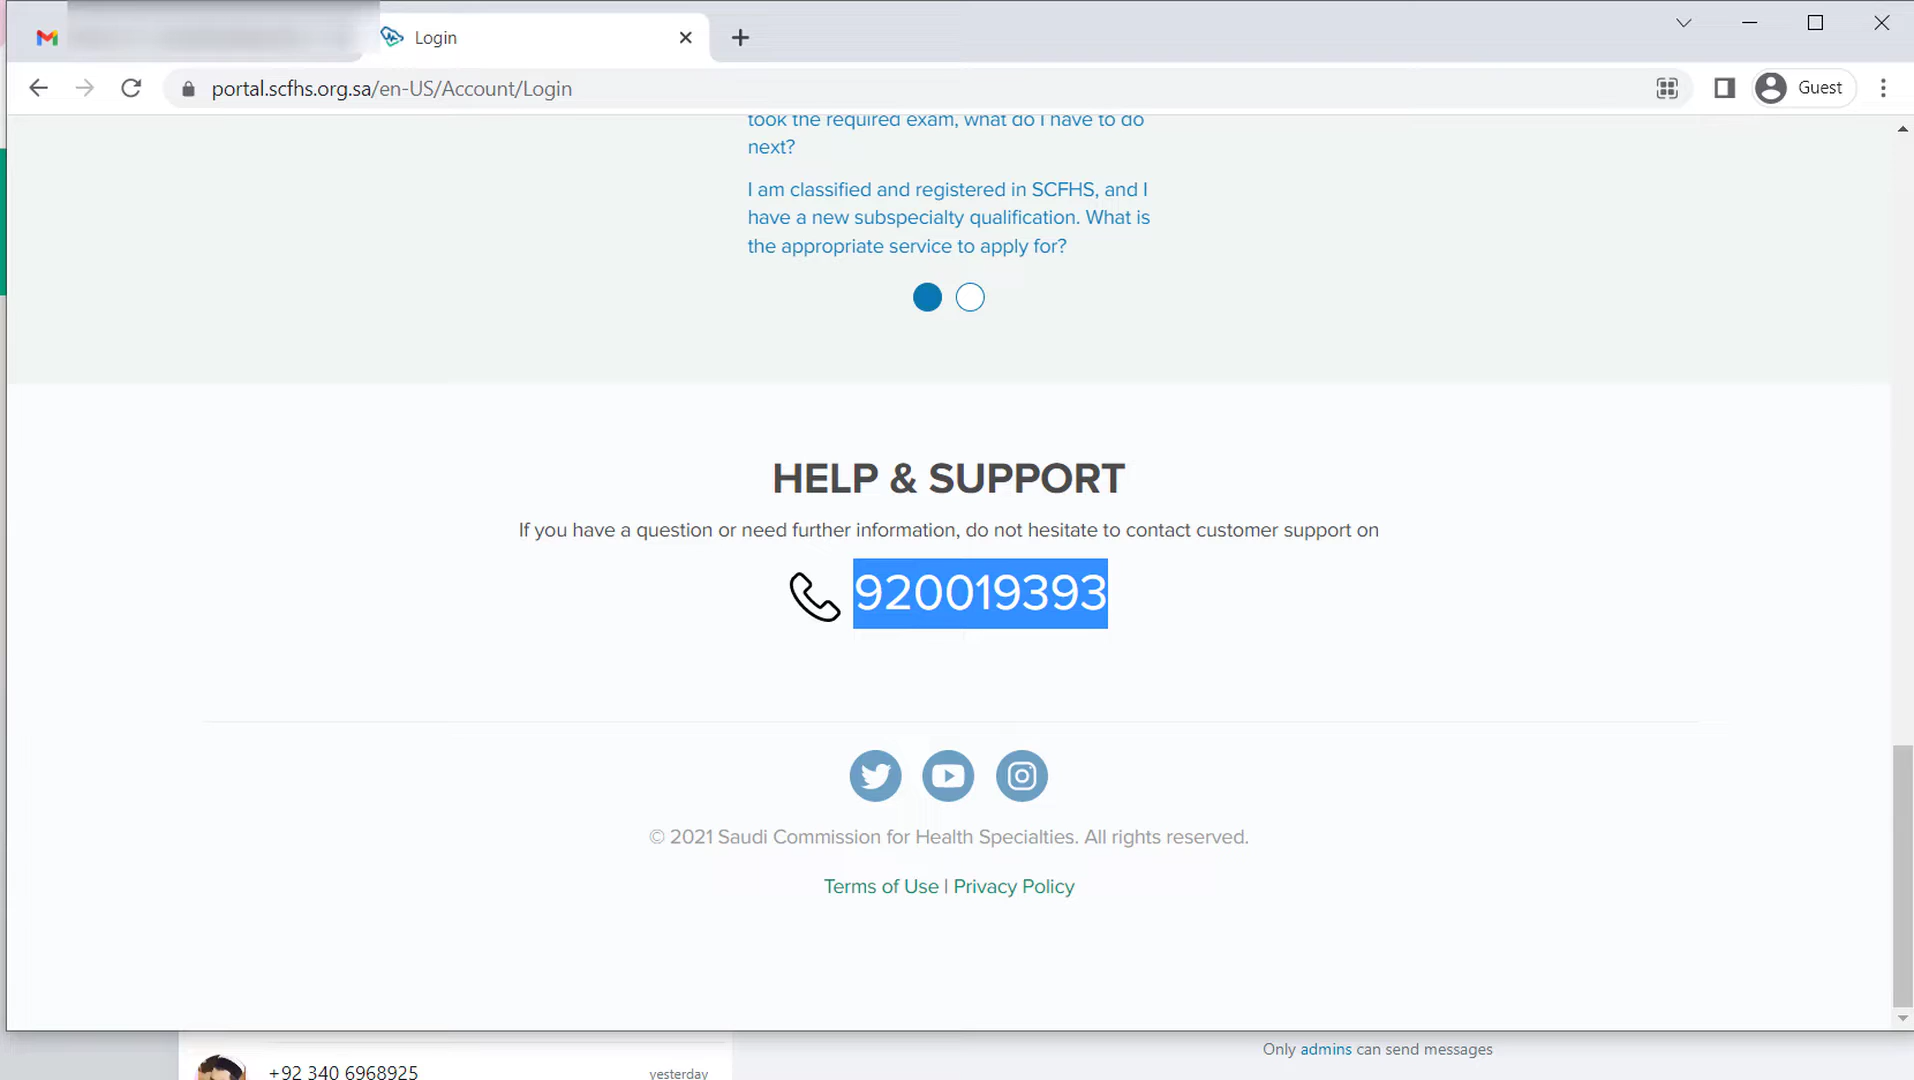 Login
portal.scfhs.org.sa/en-US/Account/Login
Guest
took the required exam, what do I have to do
next?
I am classified and registered in SCFHS, and I
have a new subspecialty qualification. What is
the appropriate service to apply for?
HELP & SUPPORT
If you have a question or need further information, do not hesitate to contact customer support on
920019393
© 2021 Saudi Commission for Health Specialties. All rights reserved.
Terms of Use | Privacy Policy
Only admins can send messages
+92 340 6968925
yesterday